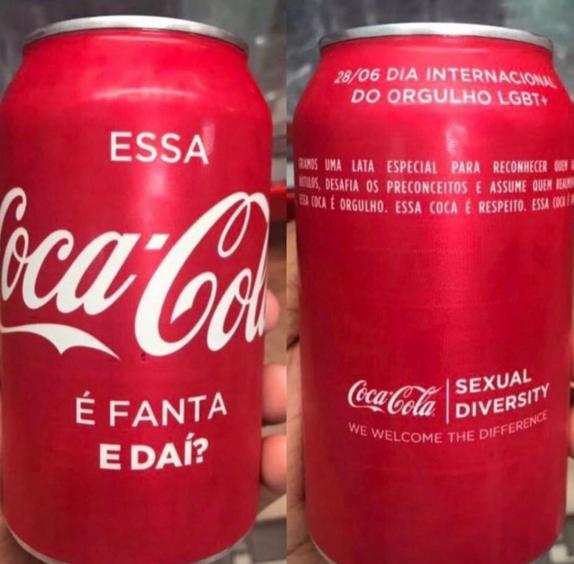 ESSA
Coca-Cola
É FANTA
E DAÍ?
28/06 DIA INTERNACIONAL
DO ORGULHO LGBT+
UMA LATA ESPECIAL PARA RECONHECER QUEM
DESAFIA OS PRECONCEITOS E ASSUME QUEM
ESSA COCA É ORGULHO. ESSA COCA É RESPEITO. ESSA COCA É
Coca-Cola
SEXUAL
DIVERSITY
WE WELCOME THE DIFFERENCE